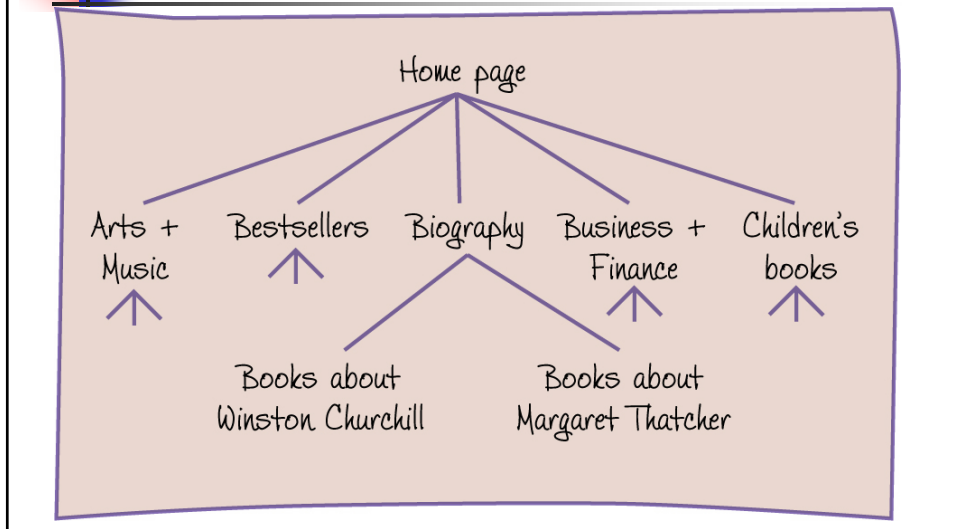 Home page
Arts +
Music
Bestsellers
Biography
Business +
Finance
Children's
books
Books about
Winston Churchill
Books about
Margaret Thatcher